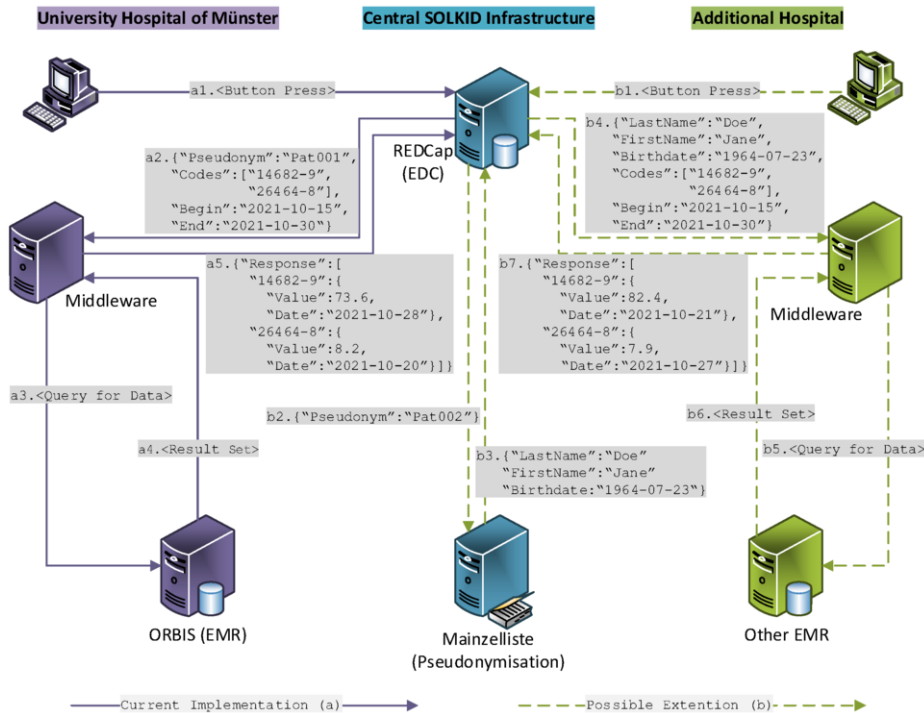 University Hospital of Münster
Central SOLKID Infrastructure
Additional Hospital
a1.<Button Press>
b1.<Button Press>
REDCap
(EDC)
a2.{“Pseudonym”:“Pat001”,
“Codes”:[“14682-9”,
“26464-8”],
“Begin”:“2021-10-15”,
“End”:“2021-10-30“}
b4.{“LastName”:“Doe”,
“FirstName”:“Jane”,
“Birthdate”:“1964-07-23”,
“Codes”:[“14682-9”,
“26464-8”],
“Begin”:“2021-10-15”,
“End”:“2021-10-30”}
Middleware
a5.{“Response”:[
“14682-9”:{
“Value”:73.6,
“Date”:“2021-10-28”},
“26464-8”:{
“Value”:8.2,
“Date”:“2021-10-20”}]}
b7.{“Response”:[
“14682-9”:{
“Value”:82.4,
“Date”:“2021-10-21”},
“26464-8”:{
“Value”:7.9,
“Date”:“2021-10-27”}]}
Middleware
a3.<Query for Data>
b2.{“Pseudonym”:“Pat002”}
b6.<Result Set>
a4.<Result Set>
b3.{“LastName”:“Doe”
“FirstName”:“Jane”
“Birthdate:“1964-07-23“}
b5.<Query for Data>
ORBIS (EMR)
Mainzelliste
(Pseudonymisation)
Other EMR
Current Implementation (a)
Possible Extention (b)